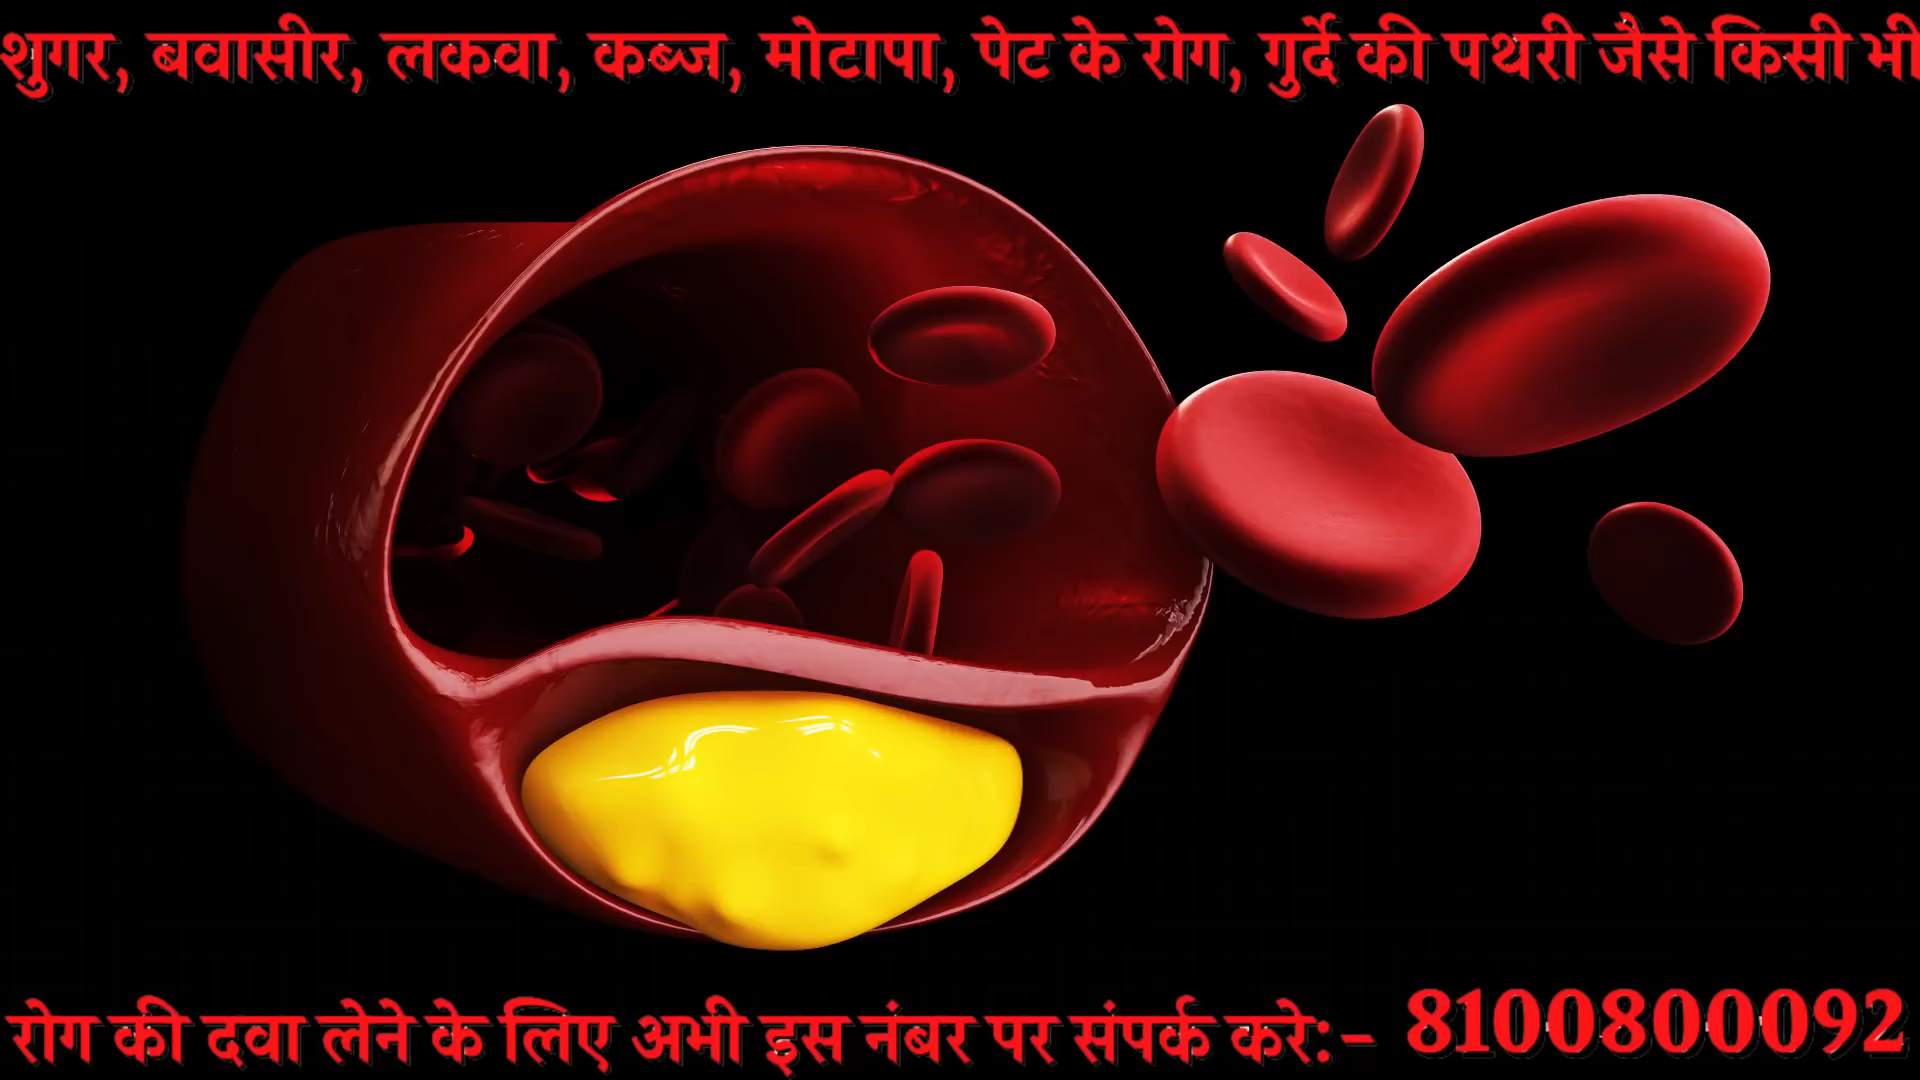 शुगर, बवासीर, लकवा, कब्ज, मोटापा, पेट के रोग, गुर्दे की पथरी जैसे किसी भी
रोग की दवा लेने के लिए अभी इस नंबर पर संपर्क करे:- 8100800092